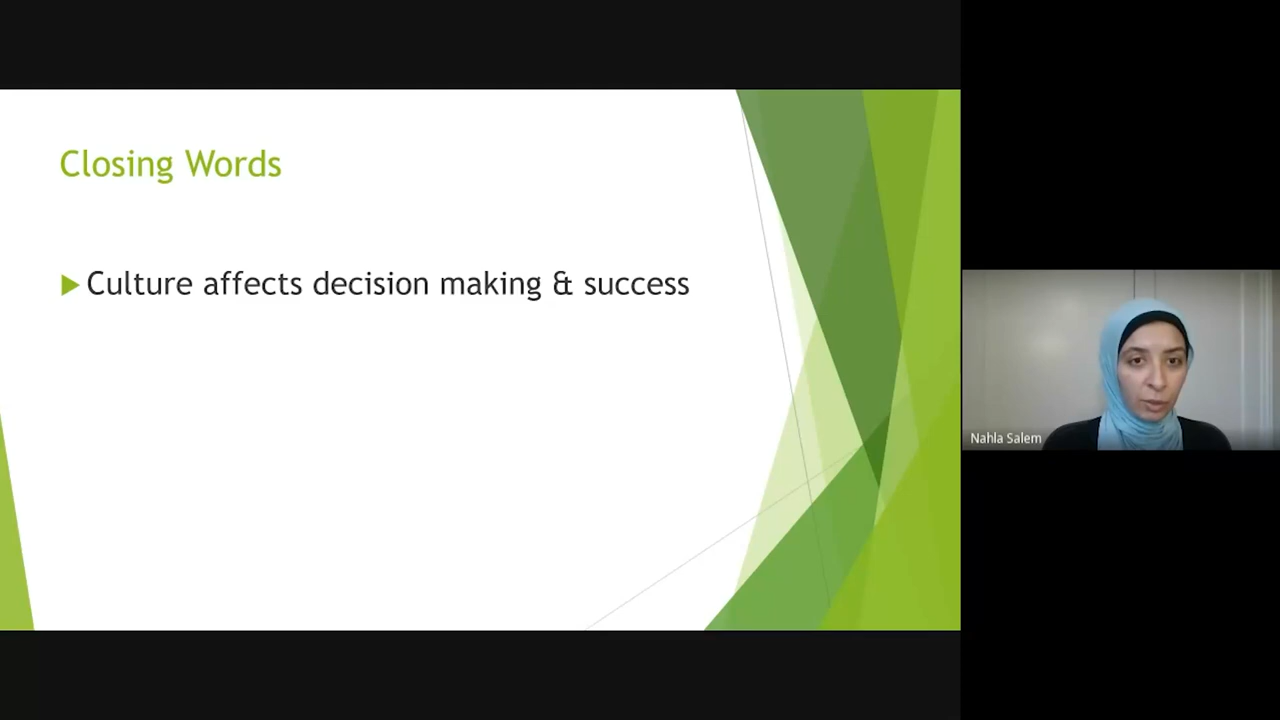 Closing Words
Culture affects decision making & success
Nahla Salem